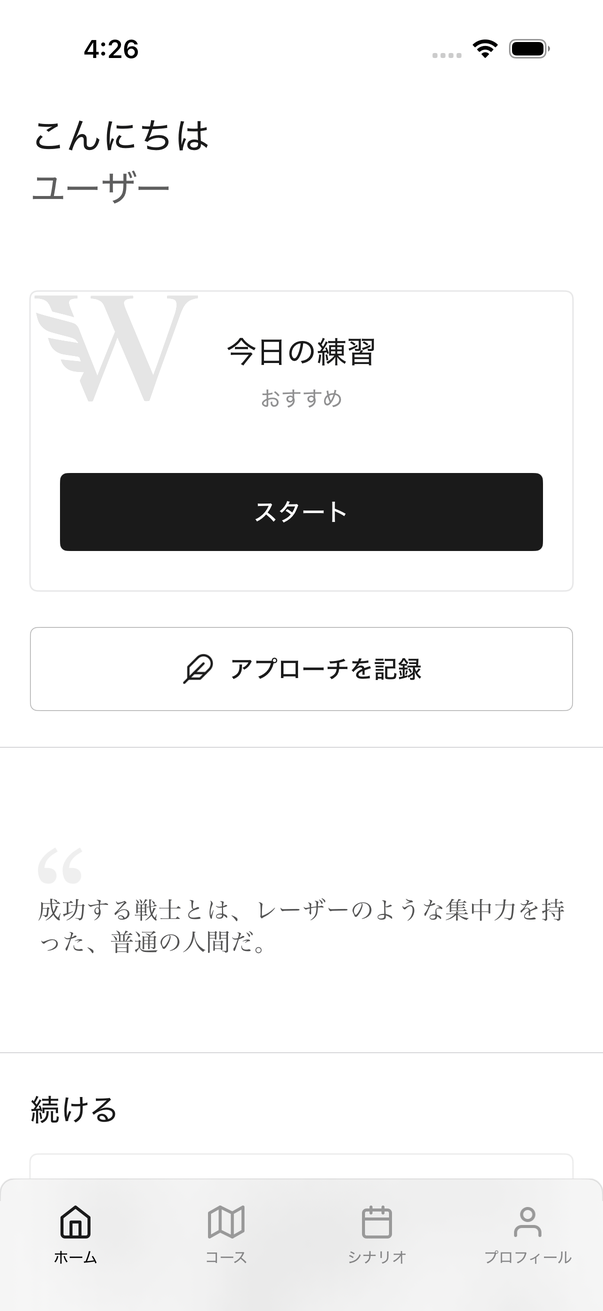 4:26
こんにちは
ユーザー
W
今日の練習
おすすめ
スタート
アプローチを記録
“
成功する戦士とは、レーザーのような集中力を持
った、普通の人間だ。
続ける
ホーム
コース
シナリオ
プロフィール